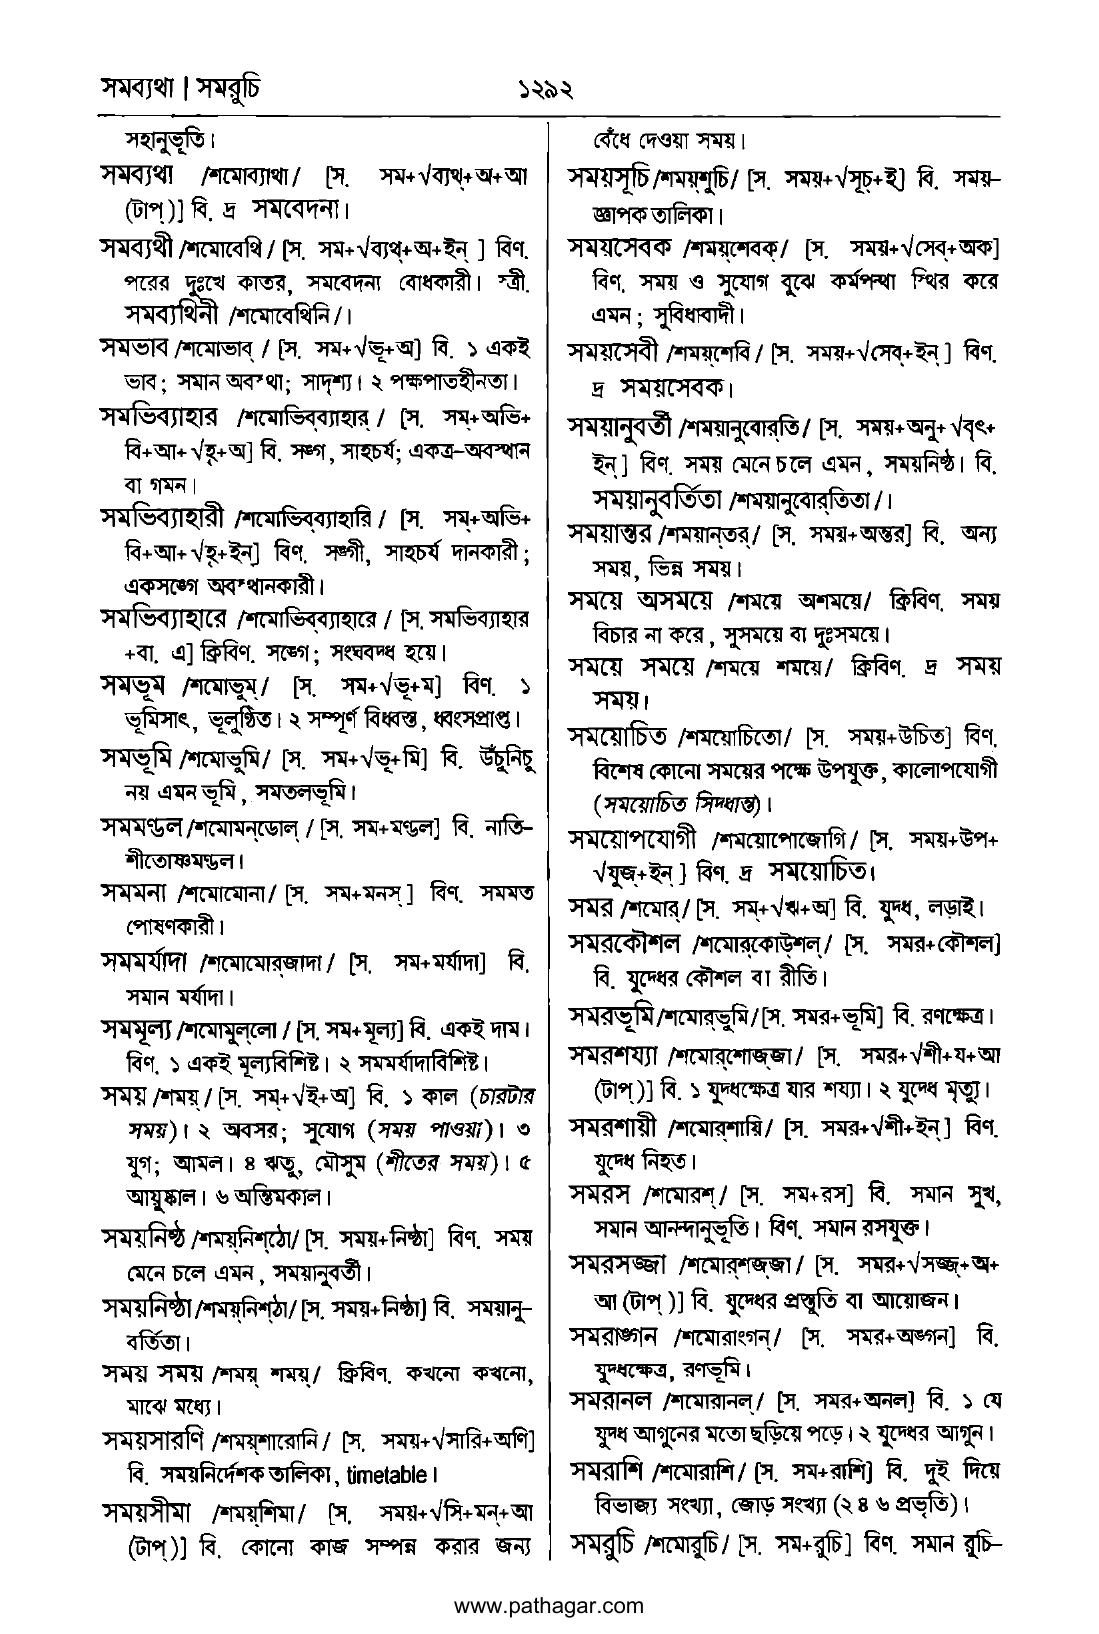 সমব্যথা | সমরুচি ১২৯২
সহানুভূতি।
সমব্যথা /শমোব্যাথা/ [স. সম+√ব্যথ্+অ+আ
(টাপ্)] বি. দ্র সমবেদনা।
সমব্যথী /শমোবেথি/ [স. সম+√ব্যথ্+অ+ইন্ ] বিণ.
পরের দুঃখে কাতর, সমবেদনা বোধকারী। স্ত্রী.
সমব্যথিনী /শমোবেথিনি/।
সমভাব /শমোভাব্ / [স. সম+√ভূ+অ] বি. ১ একই
ভাব; সমান অবস্থা; সাদৃশ্য। ২ পক্ষপাতহীনতা।
সমভিব্যাহার /শমোভিব্‌ব্যাহার্ / [স. সম্+অভি+
বি+আ+√হৃ+অ] বি. সঙ্গ, সাহচর্য; একত্র-অবস্থান
বা গমন।
সমভিব্যাহারী /শমোভিব্‌ব্যাহারি / [স. সম্+অভি+
বি+আ+√হৃ+ইন্] বিণ. সঙ্গী, সাহচর্য দানকারী;
একসঙ্গে অবস্থানকারী।
সমভিব্যাহারে /শমোভিব্‌ব্যাহারে / [স. সমভিব্যাহার
+বা. এ] ক্রিবিণ. সঙ্গে; সংঘবদ্ধ হয়ে।
সমভূম /শমোভুম্/ [স. সম+√ভূ+ম] বিণ. ১
ভূমিসাৎ, ভূলুণ্ঠিত। ২ সম্পূর্ণ বিধ্বস্ত, ধ্বংসপ্রাপ্ত।
সমভূমি /শমোভুমি/ [স. সম+√ভূ+মি] বি. উঁচুনিচু
নয় এমন ভূমি, সমতলভূমি।
সমমণ্ডল /শমোমন্‌ডোল্ / [স. সম+মণ্ডল] বি. নাতি-
শীতোষ্ণমণ্ডল।
সমমনা /শমোমোনা/ [স. সম+মনস্ ] বিণ. সমমত
পোষণকারী।
সমমর্যাদা /শমোমোর্‌জাদা/ [স. সম+মর্যাদা] বি.
সমান মর্যাদা।
সমমূল্য /শমোমুল্‌লো / [স. সম+মূল্য] বি. একই দাম।
বিণ. ১ একই মূল্যবিশিষ্ট। ২ সমমর্যাদাবিশিষ্ট।
সময় /শময়্ / [স. সম্+√ই+অ] বি. ১ কাল (চারটার
সময়)। ২ অবসর; সুযোগ (সময় পাওয়া)। ৩
যুগ; আমল। ৪ ঋতু, মৌসুম (শীতের সময়)। ৫
আয়ুষ্কাল। ৬ অন্তিমকাল।
সময়নিষ্ঠ /শময়্‌নিশ্‌ঠো/ [স. সময়+নিষ্ঠা] বিণ. সময়
মেনে চলে এমন, সময়ানুবর্তী।
সময়নিষ্ঠা /শময়্‌নিশ্‌ঠা/ [স. সময়+নিষ্ঠা] বি. সময়ানু-
বর্তিতা।
সময় সময় /শময়্ শময়্/ ক্রিবিণ. কখনো কখনো,
মাঝে মধ্যে।
সময়সারণি /শময়্‌শারোনি/ [স. সময়+√সারি+অণি]
বি. সময়নির্দেশক তালিকা, timetable।
সময়সীমা /শময়্‌শিমা/ [স. সময়+√সি+মন্+আ
(টাপ্)] বি. কোনো কাজ সম্পন্ন করার জন্য
বেঁধে দেওয়া সময়।
সময়সূচি /শময়্‌শুচি/ [স. সময়+√সূচ্+ই] বি. সময়-
জ্ঞাপক তালিকা।
সময়সেবক /শময়্‌শেবক্/ [স. সময়+√সেব্+অক]
বিণ. সময় ও সুযোগ বুঝে কর্মপন্থা স্থির করে
এমন; সুবিধাবাদী।
সময়সেবী /শময়্‌শেবি/ [স. সময়+√সেব্+ইন্ ] বিণ.
দ্র সময়সেবক।
সময়ানুবর্তী /শময়ানুবোর্‌তি/ [স. সময়+অনু+√বৃৎ+
ইন্ ] বিণ. সময় মেনে চলে এমন, সময়নিষ্ঠ। বি.
সময়ানুবর্তিতা /শময়ানুবোর্‌তিতা/।
সময়ান্তর /শময়ান্‌তর্/ [স. সময়+অন্তর] বি. অন্য
সময়, ভিন্ন সময়।
সময়ে অসময়ে /শময়ে অশময়ে/ ক্রিবিণ. সময়
বিচার না করে, সুসময়ে বা দুঃসময়ে।
সময়ে সময়ে /শময়ে শময়ে/ ক্রিবিণ. দ্র সময়
সময়।
সময়োচিত /শময়োচিতো/ [স. সময়+উচিত] বিণ.
বিশেষ কোনো সময়ের পক্ষে উপযুক্ত, কালোপযোগী
(সময়োচিত সিদ্ধান্ত)।
সময়োপযোগী /শময়োপোজোগি/ [স. সময়+উপ+
√যুজ্+ইন্ ] বিণ. দ্র সময়োচিত।
সমর /শমোর্/ [স. সম্+√ঋ+অ] বি. যুদ্ধ, লড়াই।
সমরকৌশল /শমোর্‌কোউ্‌শল্/ [স. সমর+কৌশল]
বি. যুদ্ধের কৌশল বা রীতি।
সমরভূমি /শমোর্‌ভুমি/ [স. সমর+ভূমি] বি. রণক্ষেত্র।
সমরশয্যা /শমোর্‌শোজ্‌জা/ [স. সমর+√শী+য+আ
(টাপ্)] বি. ১ যুদ্ধক্ষেত্র যার শয্যা। ২ যুদ্ধে মৃত্যু।
সমরশায়ী /শমোর্‌শায়ি/ [স. সমর+√শী+ইন্ ] বিণ.
যুদ্ধে নিহত।
সমরস /শমোরশ্/ [স. সম+রস] বি. সমান সুখ,
সমান আনন্দানুভূতি। বিণ. সমান রসযুক্ত।
সমরসজ্জা /শমোর্‌শজ্‌জা/ [স. সমর+√সজ্জ্+অ+
আ (টাপ্ )] বি. যুদ্ধের প্রস্তুতি বা আয়োজন।
সমরাঙ্গন /শমোরাংগন্/ [স. সমর+অঙ্গন] বি.
যুদ্ধক্ষেত্র, রণভূমি।
সমরানল /শমোরানল্/ [স. সমর+অনল] বি. ১ যে
যুদ্ধ আগুনের মতো ছড়িয়ে পড়ে। ২ যুদ্ধের আগুন।
সমরাশি /শমোরাশি/ [স. সম+রাশি] বি. দুই দিয়ে
বিভাজ্য সংখ্যা, জোড় সংখ্যা (২ ৪ ৬ প্রভৃতি)।
সমরুচি /শমোরুচি/ [স. সম+রুচি] বিণ. সমান রুচি-
www.pathagar.com